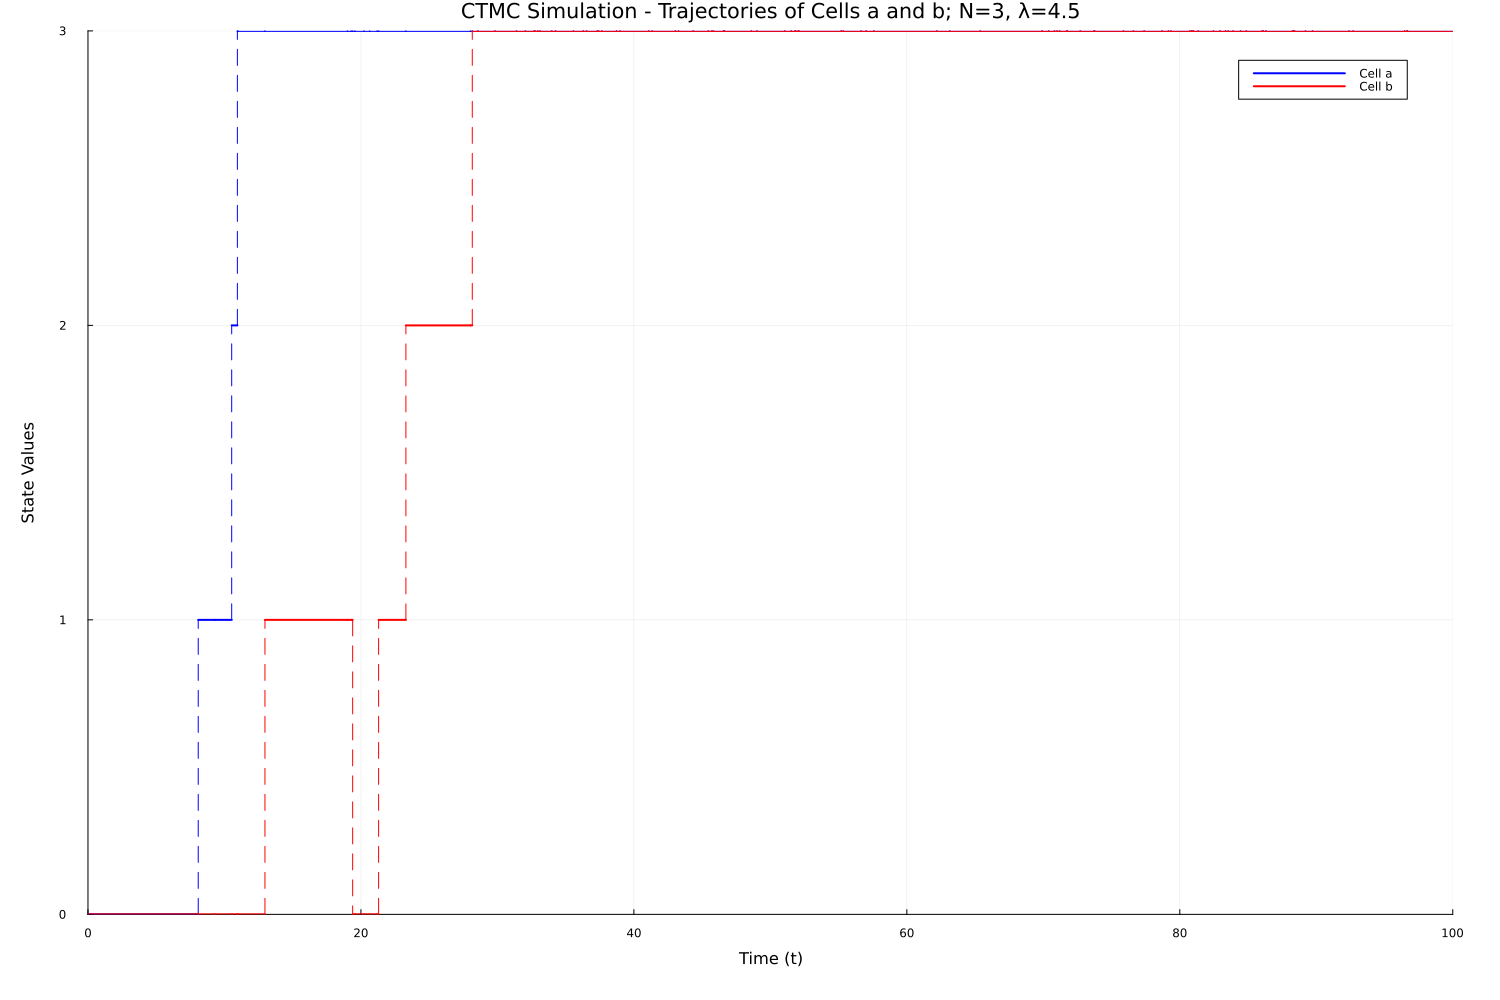 CTMC Simulation - Trajectories of Cells a and b; N=3, λ=4.5
3
Cell a
Cell b
2
State Values
1
0
0 20 40 60 80 100
Time (t)